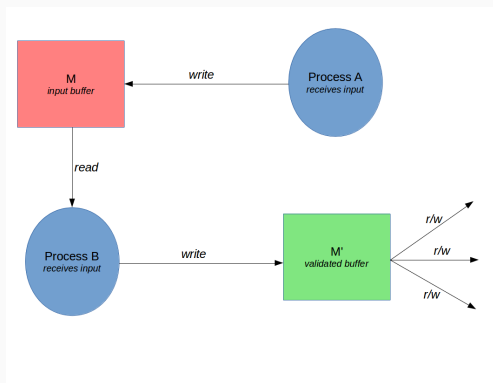 M
input buffer
write
Process A
receives input
read
Process B
receives input
write
M'
validated buffer
r/w
r/w
r/w